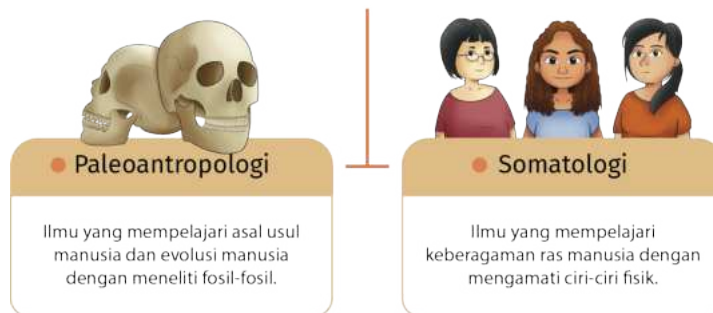 Paleoantropologi
Ilmu yang mempelajari asal usul
manusia dan evolusi manusia
dengan meneliti fosil-fosil.
Somatologi
Ilmu yang mempelajari
keberagaman ras manusia dengan
mengamati ciri-ciri fisik.